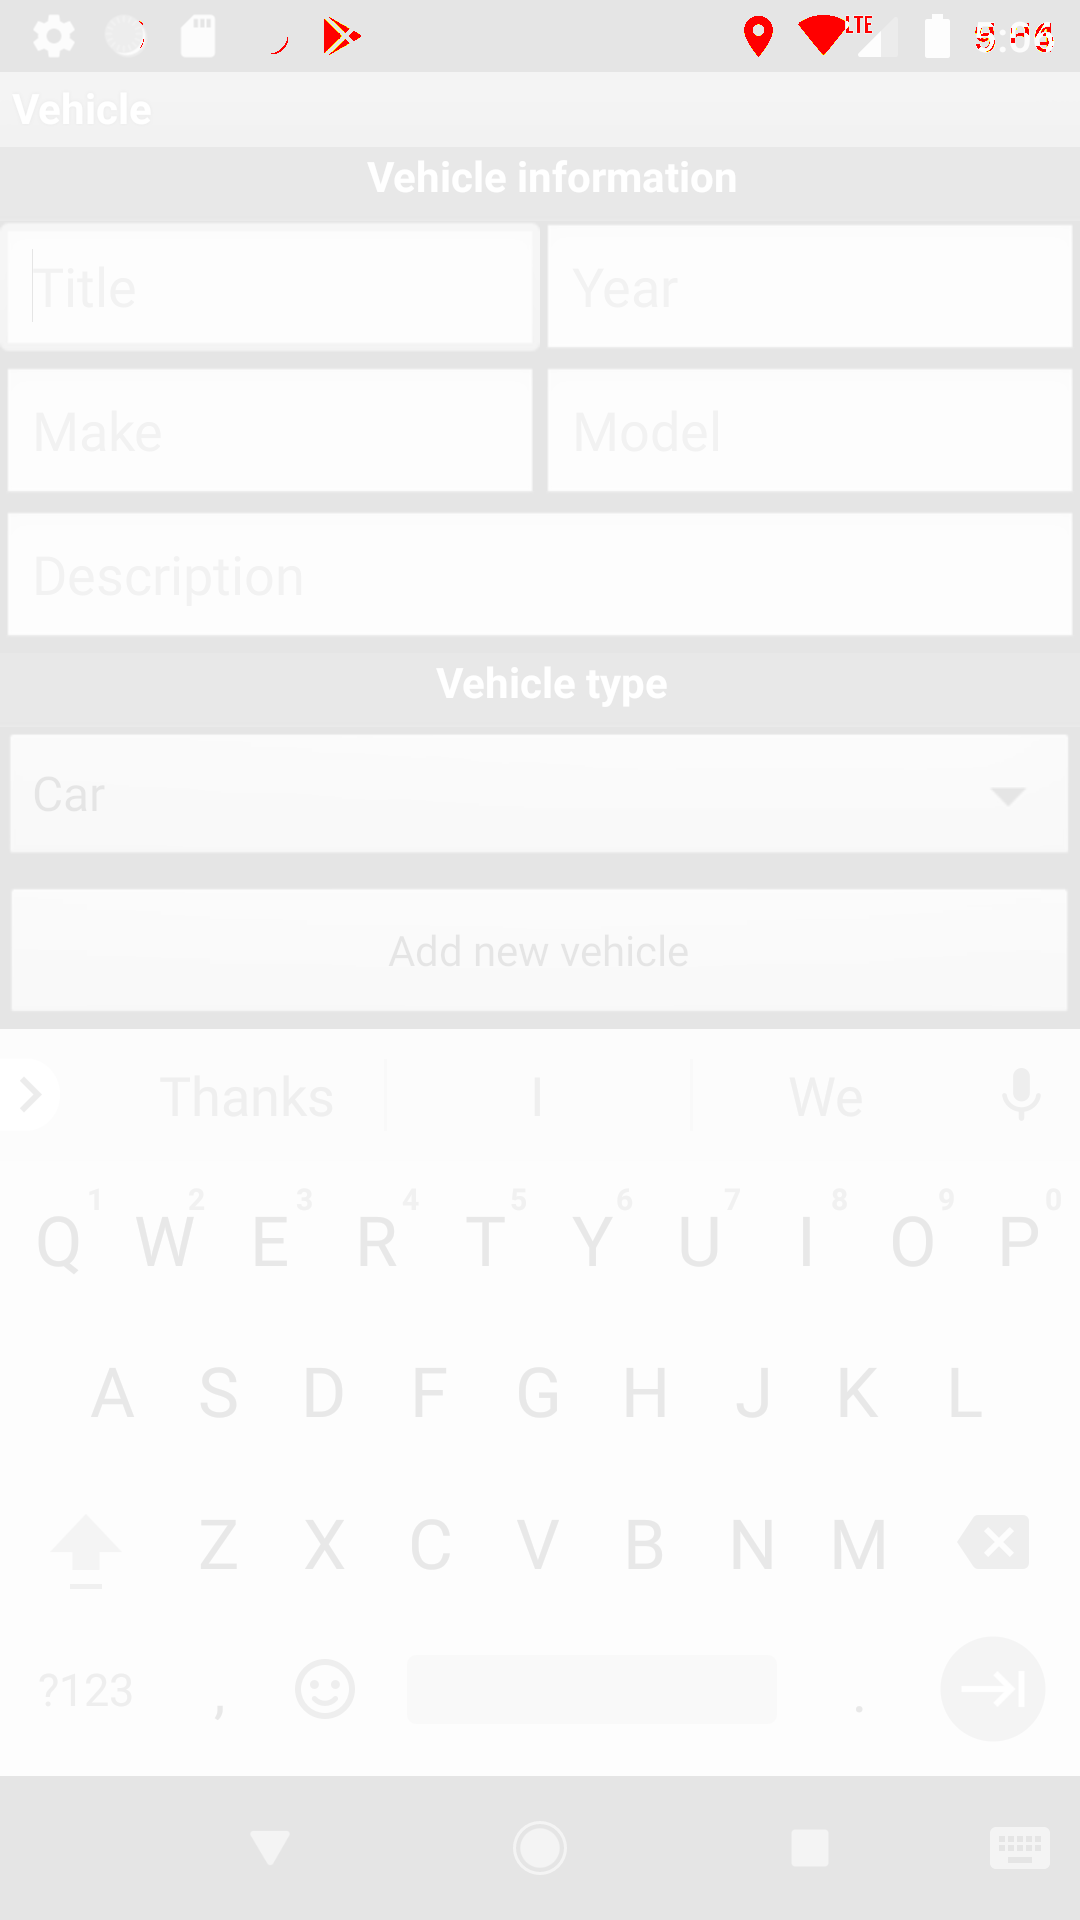 LTE
Vehicle
Vehicle information
Title Year
Make Model
Description
Vehicle type
Car
Add new vehicle
Thanks I We
1 2 3 4 5 6 7 8 9 0
Q W E R T Y U I O P
A S D F G H J K L
Z X C V B N M
?123 , .